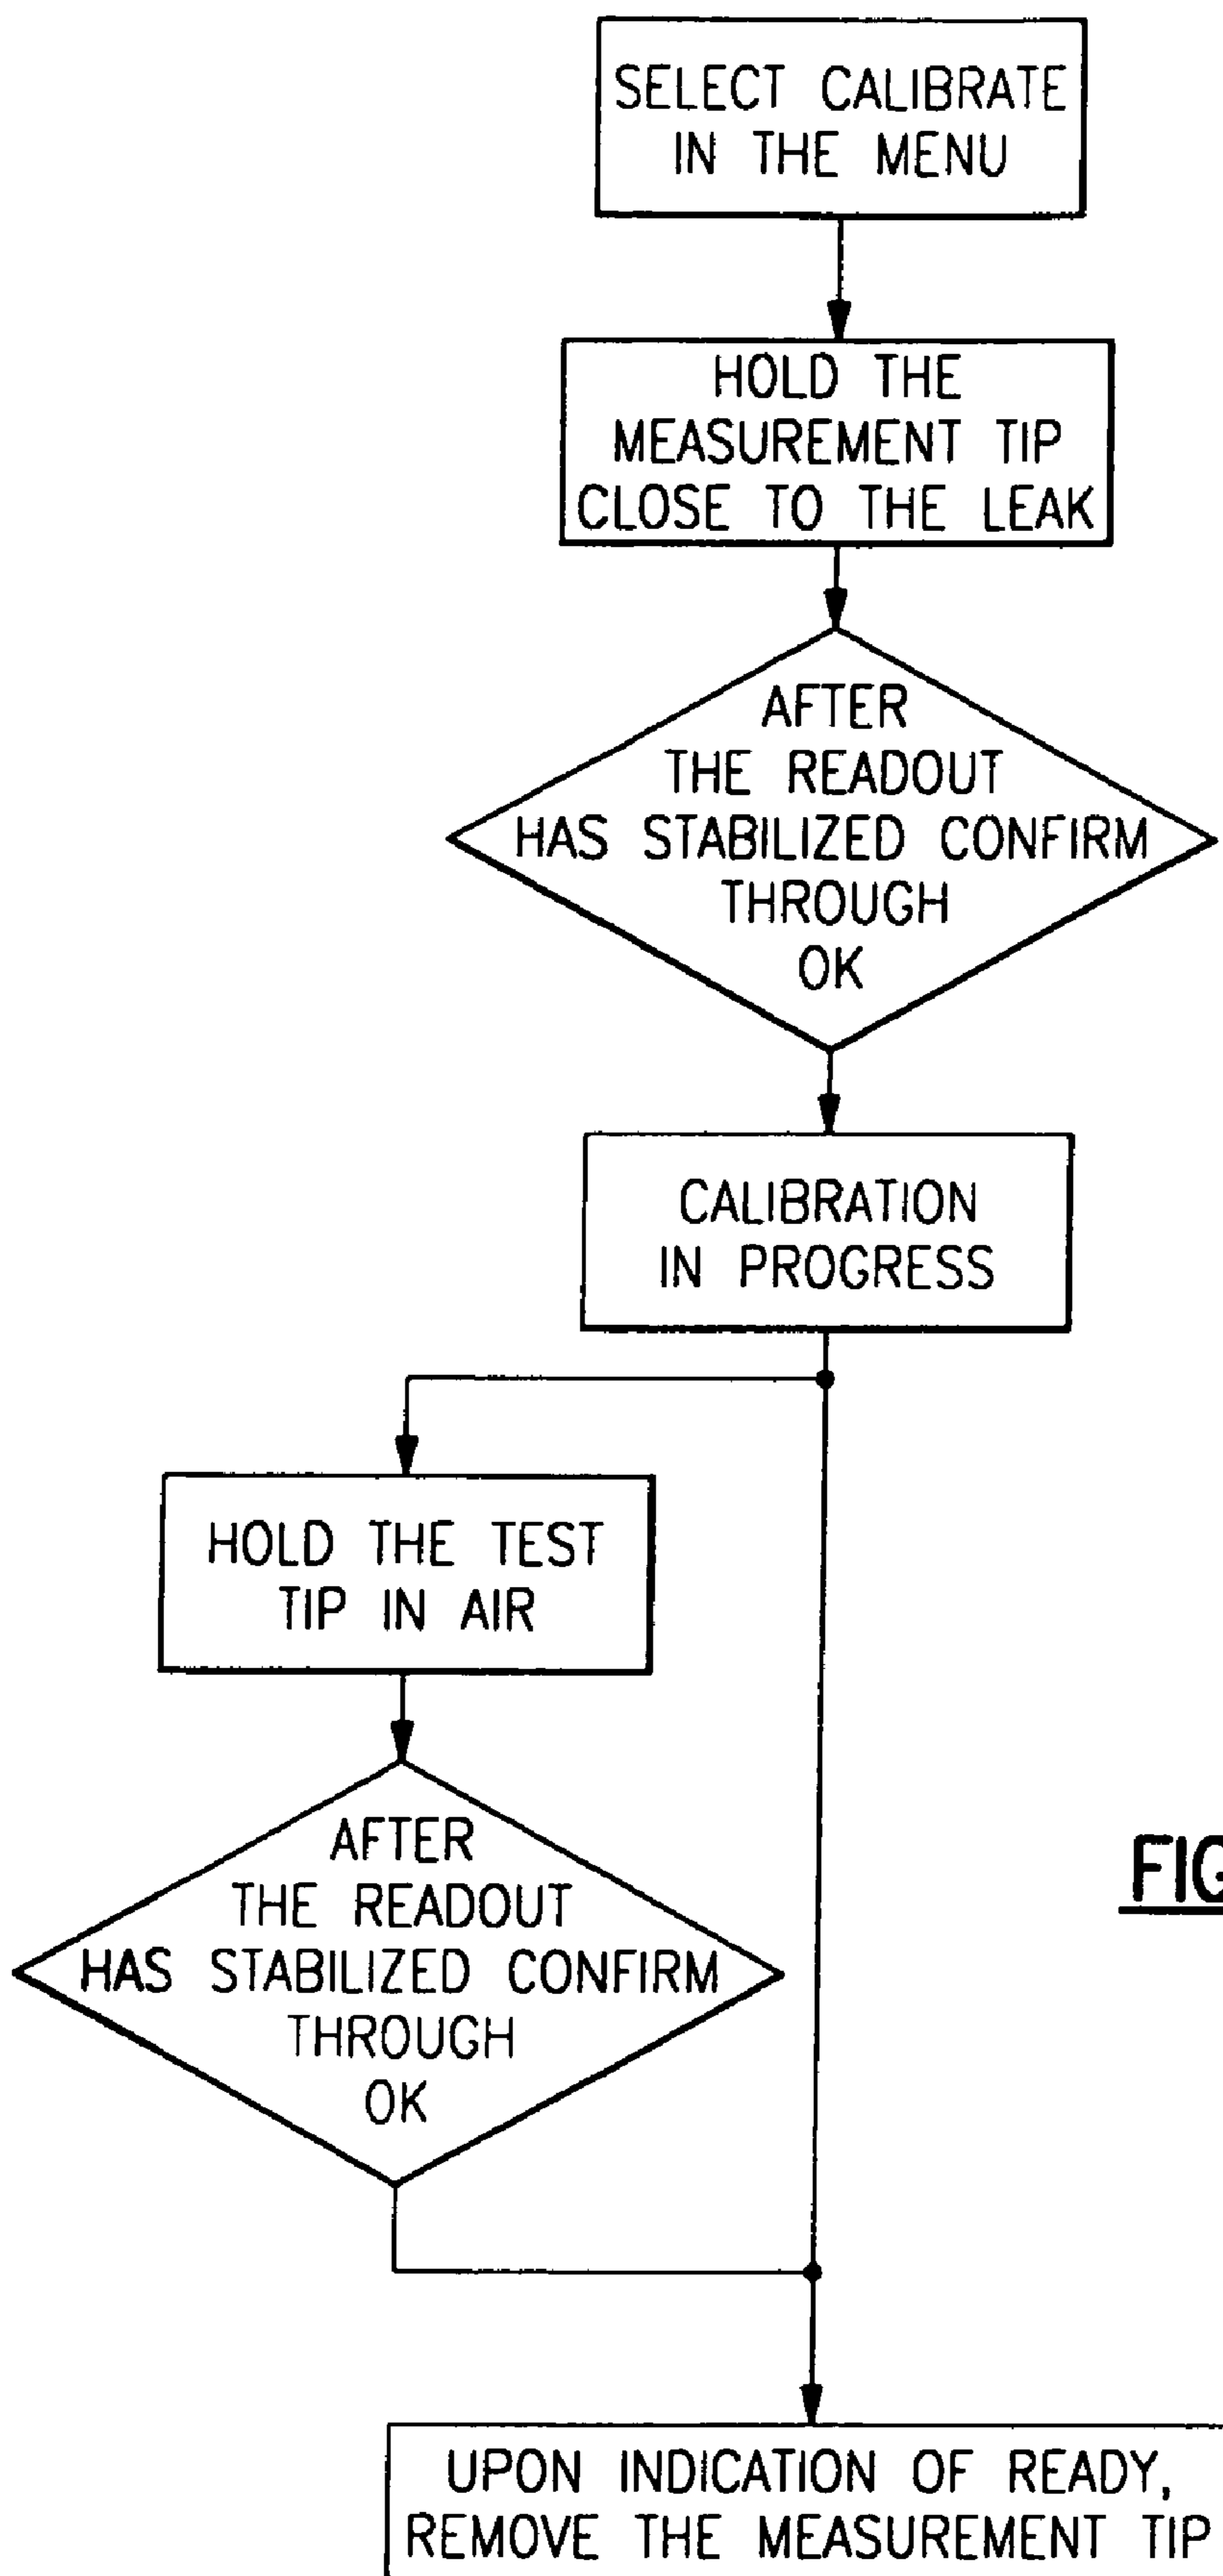 SELECT CALIBRATE
IN THE MENU
HOLD THE
MEASUREMENT TIP
CLOSE TO THE LEAK
AFTER
THE READOUT
HAS STABILIZED CONFIRM
THROUGH
OK
CALIBRATION
IN PROGRESS
HOLD THE TEST
TIP IN AIR
AFTER
THE READOUT
HAS STABILIZED CONFIRM
THROUGH
OK
FIG
UPON INDICATION OF READY,
REMOVE THE MEASUREMENT TIP